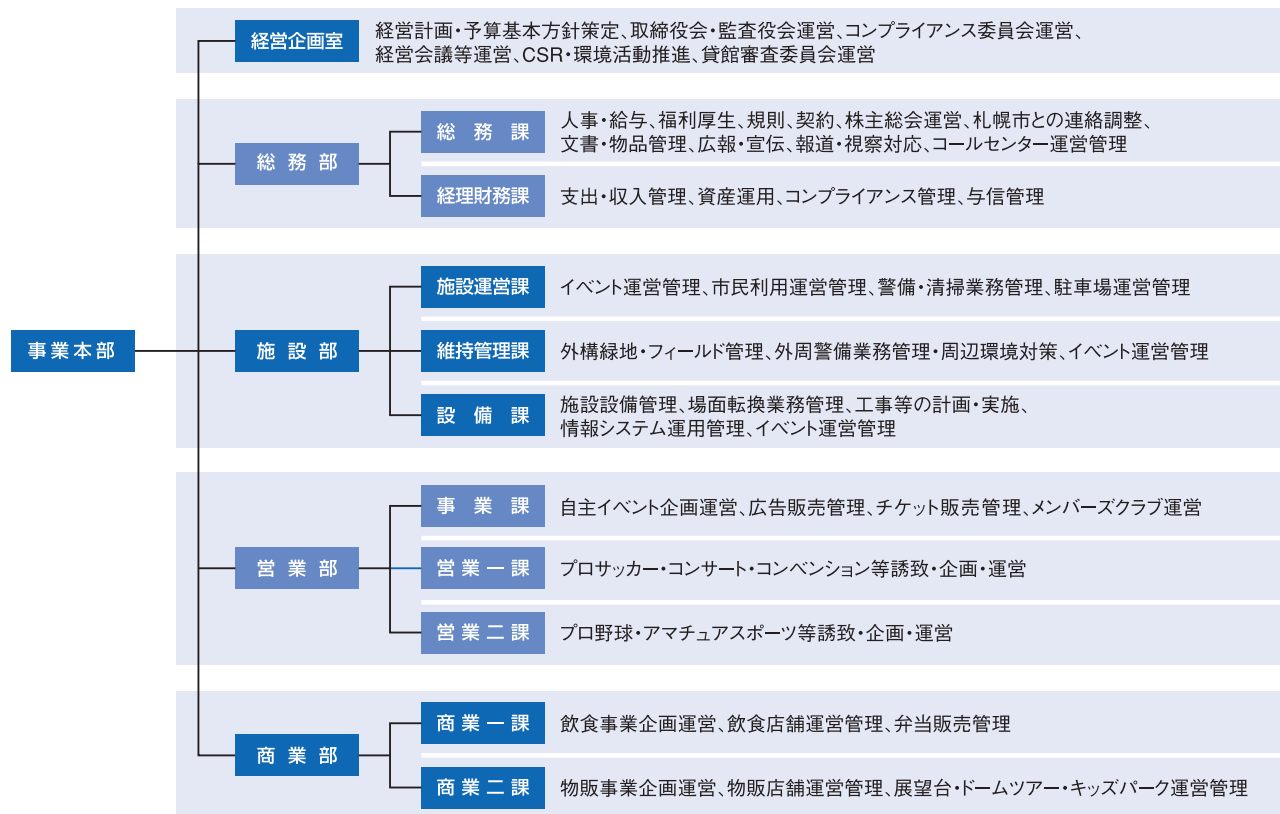 経営企画室
経営計画・予算基本方針策定、取締役会・監査役会運営、コンプライアンス委員会運営、
経営会議等運営、CSR・環境活動推進、貸館審査委員会運営
総務部
総務課
人事・給与、福利厚生、規則、契約、株主総会運営、札幌市との連絡調整、
文書・物品管理、広報・宣伝、報道・視察対応、コールセンター運営管理
経理財務課
支出・収入管理、資産運用、コンプライアンス管理、与信管理
事業本部
施設部
施設運営課
イベント運営管理、市民利用運営管理、警備・清掃業務管理、駐車場運営管理
維持管理課
外構緑地・フィールド管理、外周警備業務管理・周辺環境対策、イベント運営管理
設備課
施設設備管理、場面転換業務管理、工事等の計画・実施、
情報システム運用管理、イベント運営管理
営業部
事業課
自主イベント企画運営、広告販売管理、チケット販売管理、メンバーズクラブ運営
営業一課
プロサッカー・コンサート・コンベンション等誘致・企画・運営
営業二課
プロ野球・アマチュアスポーツ等誘致・企画・運営
商業部
商業一課
飲食事業企画運営、飲食店舗運営管理、弁当販売管理
商業二課
物販事業企画運営、物販店舗運営管理、展望台・ドームツアー・キッズパーク運営管理